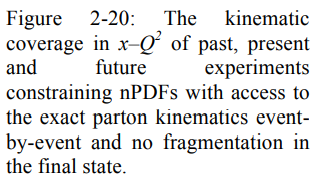 Figure 2-20: The kinematic
coverage in x–Q² of past, present
and future experiments
constraining nPDFs with access to
the exact parton kinematics event-
by-event and no fragmentation in
the final state.